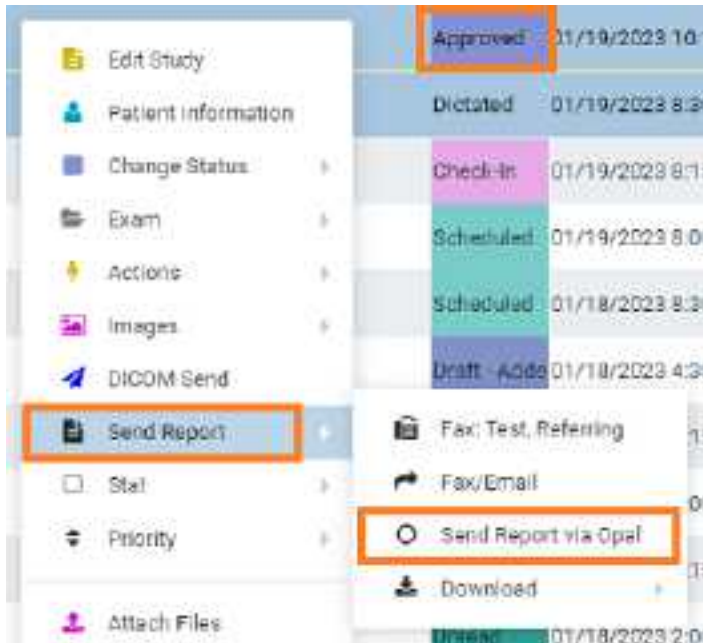 Edit Study
Patient Information
Change Status
Exam
Actions
Images
DICOM Send
Send Report
Stat
Priority
Attach Files
Fax: Test, Referring
Fax/Email
Send Report via Opal
Download
Approved 01/19/2023 10:
Dictated 01/19/2023 8:3
Check-In 01/19/2023 8:1
Scheduled 01/19/2023 8:0
Scheduled 01/18/2023 8:3
Draft - Adde 01/18/2023 4:3
Unread 01/18/2023 2:0